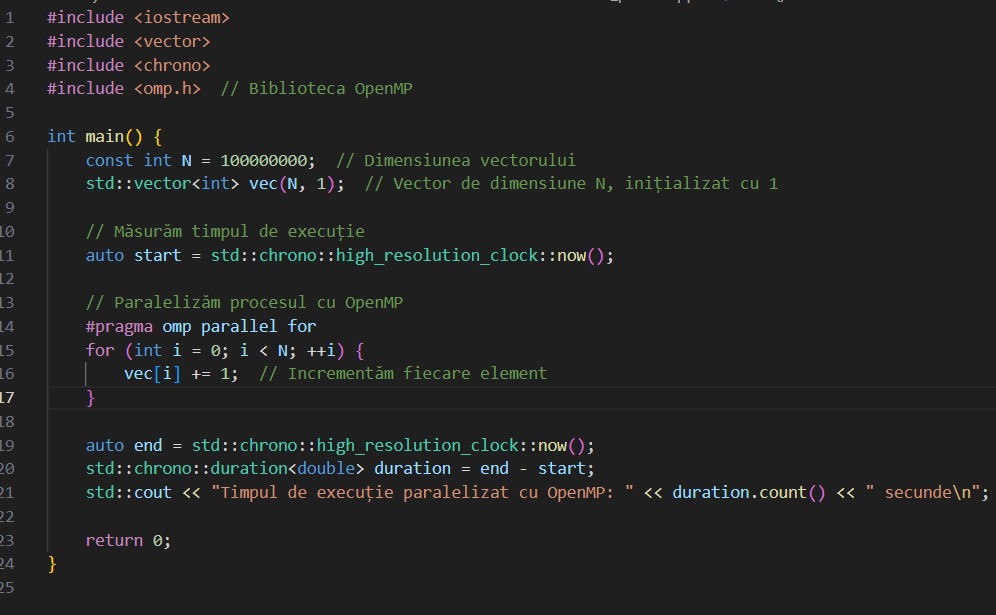 1 #include <iostream>
2 #include <vector>
3 #include <chrono>
4 #include <omp.h>  // Biblioteca OpenMP
5
6 int main() {
7     const int N = 100000000;  // Dimensiunea vectorului
8     std::vector<int> vec(N, 1);  // Vector de dimensiune N, inițializat cu 1
9
10     // Măsurăm timpul de execuție
11     auto start = std::chrono::high_resolution_clock::now();
12
13     // Paralelizăm procesul cu OpenMP
14     #pragma omp parallel for
15     for (int i = 0; i < N; ++i) {
16         vec[i] += 1;  // Incrementăm fiecare element
17     }
18
19     auto end = std::chrono::high_resolution_clock::now();
20     std::chrono::duration<double> duration = end - start;
21     std::cout << "Timpul de execuție paralelizat cu OpenMP: " << duration.count() << " secunde\n";
22
23     return 0;
24 }
25